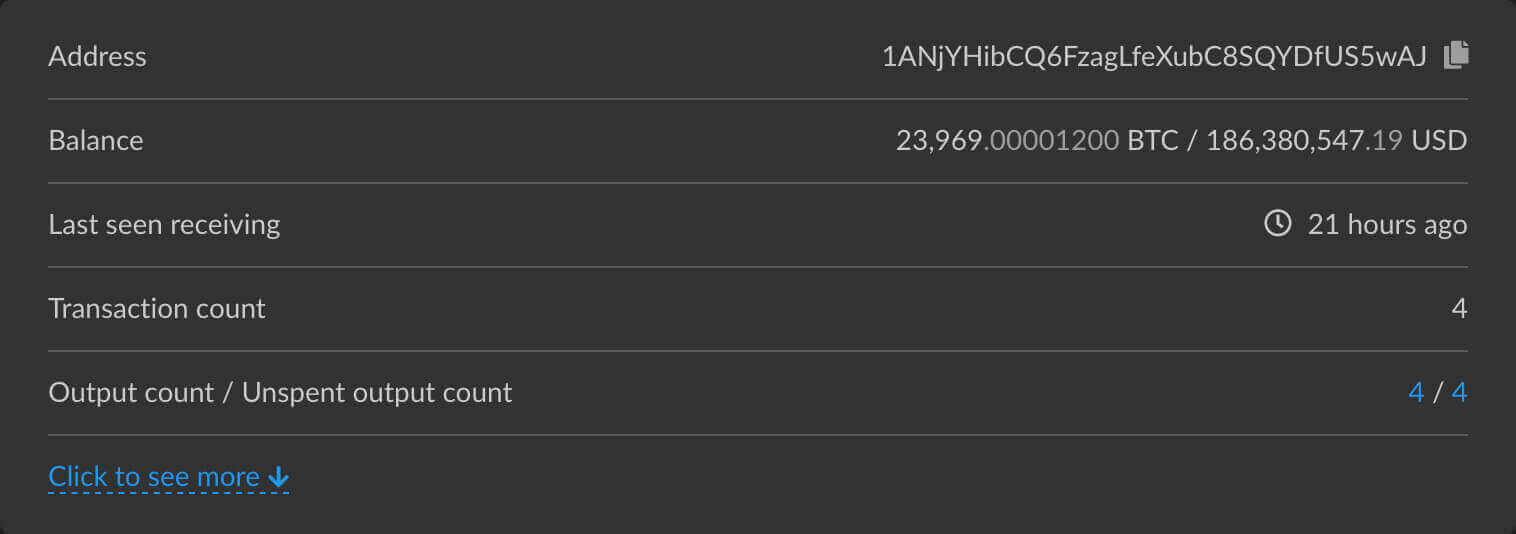 Address 1ANjYHibCQ6FzagLfeXubC8SQYDfUS5wAJ
Balance 23,969.00001200 BTC / 186,380,547.19 USD
Last seen receiving 21 hours ago
Transaction count 4
Output count / Unspent output count 4 / 4
Click to see more